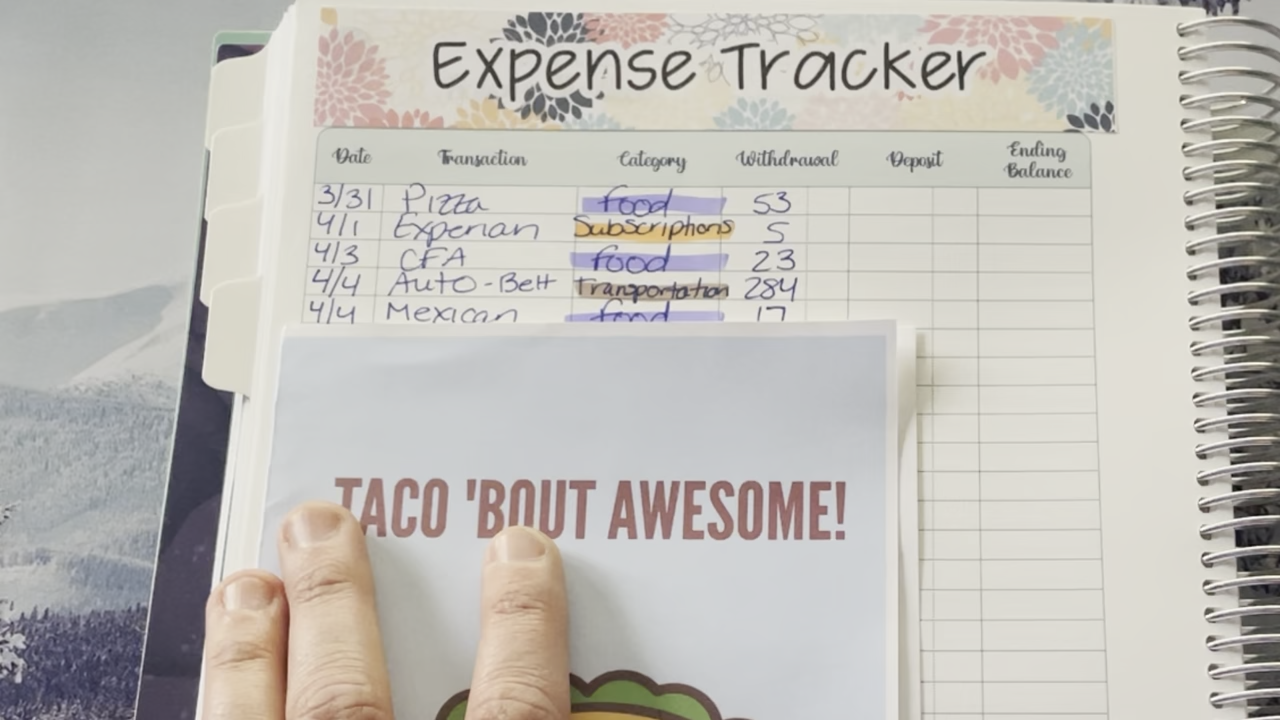 Expense Tracker
Date Transaction Category Withdrawal Deposit Ending Balance
3/31 Pizza food 53
4/1 Experian Subscriptions 5
4/3 CFA food 23
4/4 Auto-Belt Transportation 284
4/4 Mexican food 17
TACO 'BOUT AWESOME!